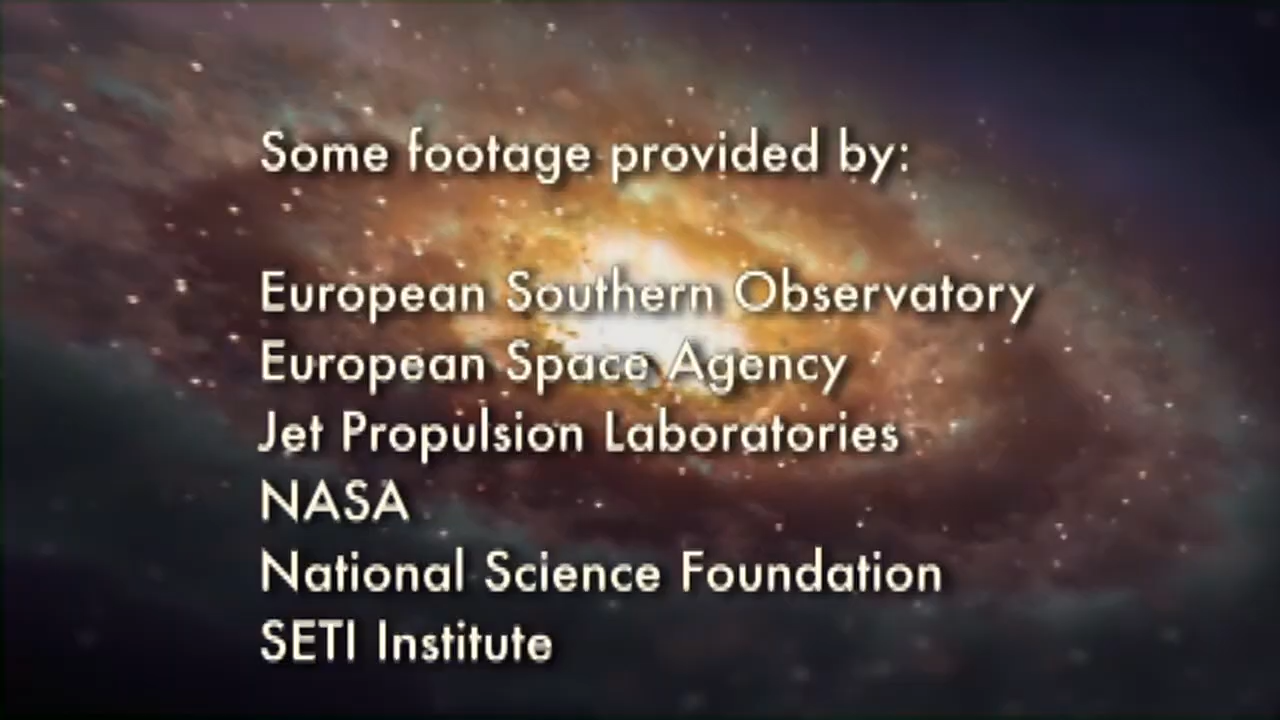 Some footage provided by:
European Southern Observatory
European Space Agency
Jet Propulsion Laboratories
NASA
National Science Foundation
SETI Institute